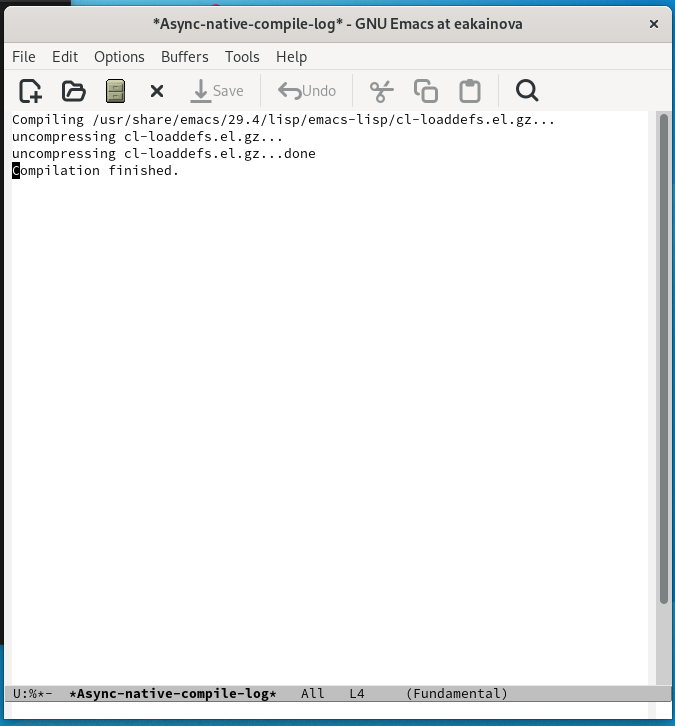 *Async-native-compile-log* - GNU Emacs at eakainova
File Edit Options Buffers Tools Help
Save Undo
Compiling /usr/share/emacs/29.4/lisp/emacs-lisp/cl-loaddefs.el.gz...
uncompressing cl-loaddefs.el.gz...
uncompressing cl-loaddefs.el.gz...done
Compilation finished.
U:%*- *Async-native-compile-log* All L4 (Fundamental)